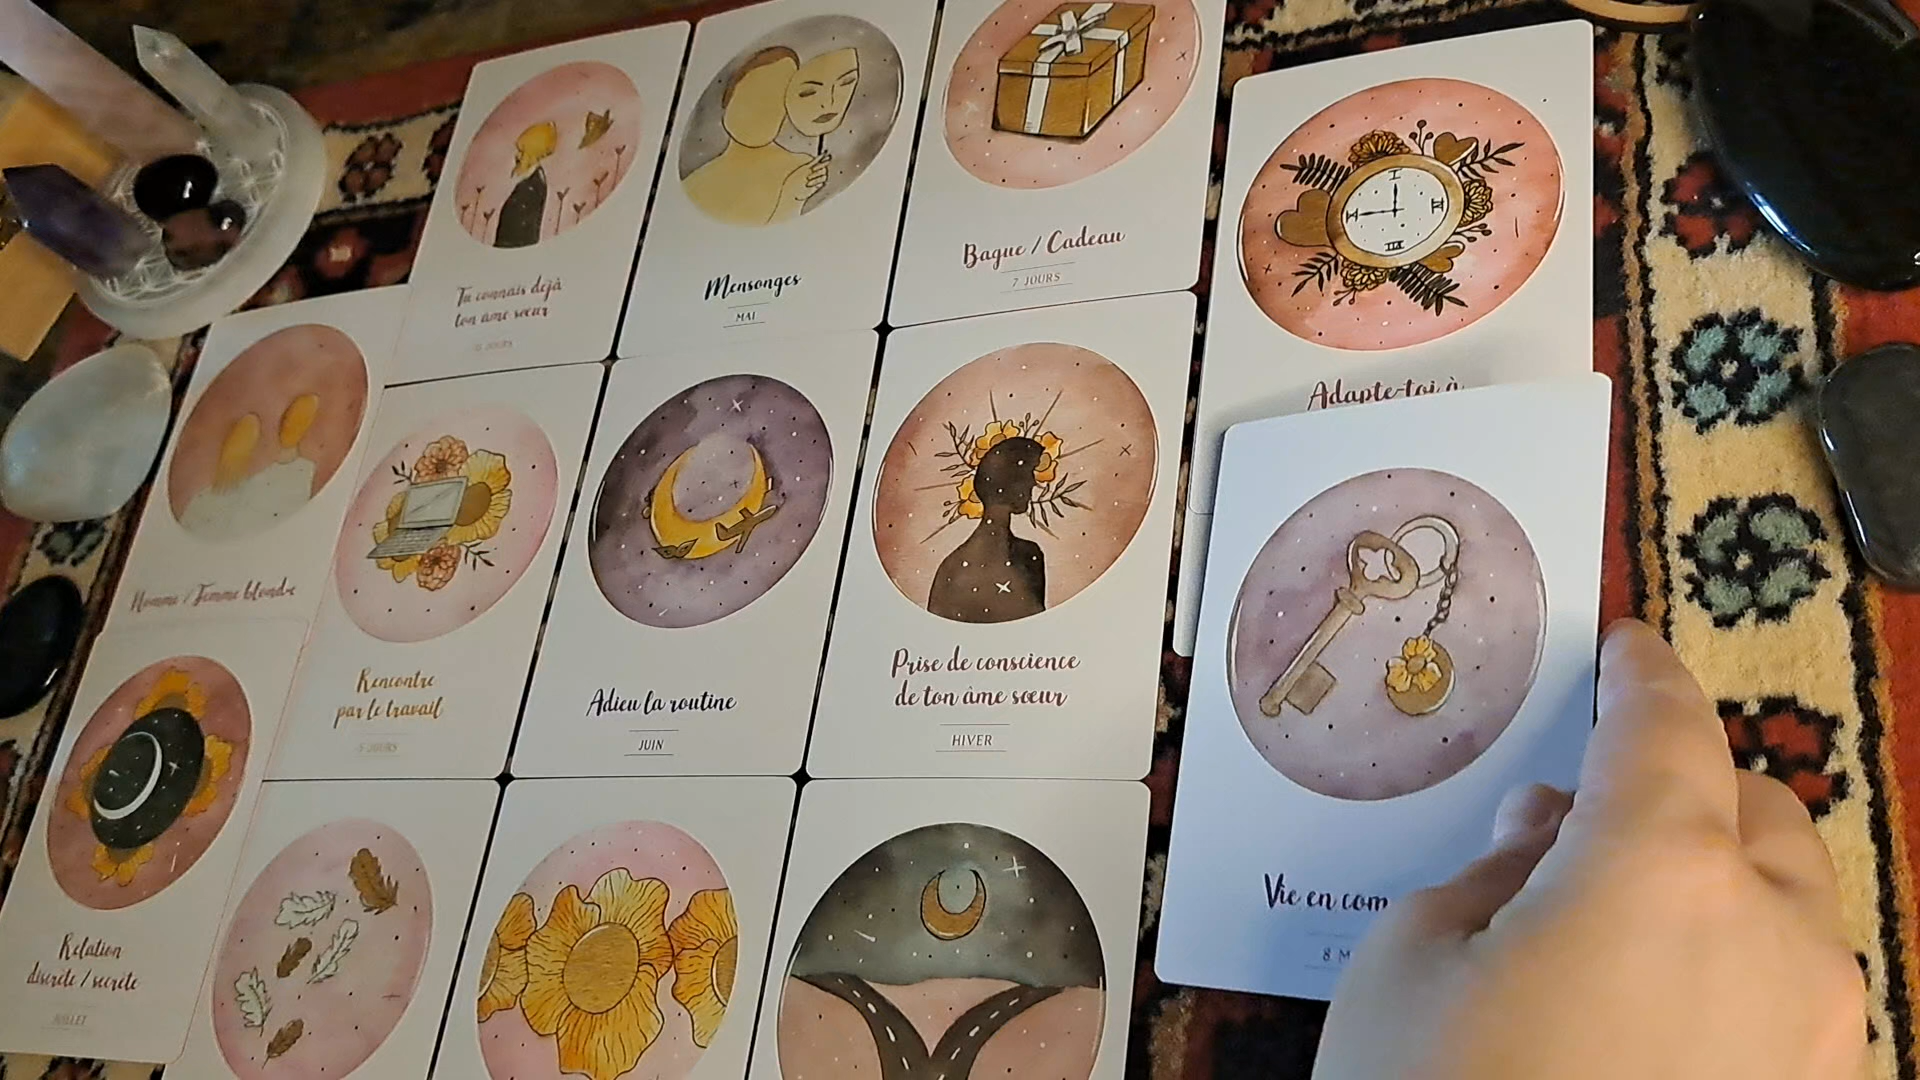 Tu connais déjà
ton âme sœur
JOURS
Mensonges
MAI
Bague / Cadeau
7 JOURS
Adapte-toi à
Homme / Femme blonde
Rencontre
par le travail
5 JOURS
Adieu la routine
JUIN
Prise de conscience
de ton âme sœur
HIVER
Vie en com
8 M
Relation
discrète / secrète
JUILLET
I
III